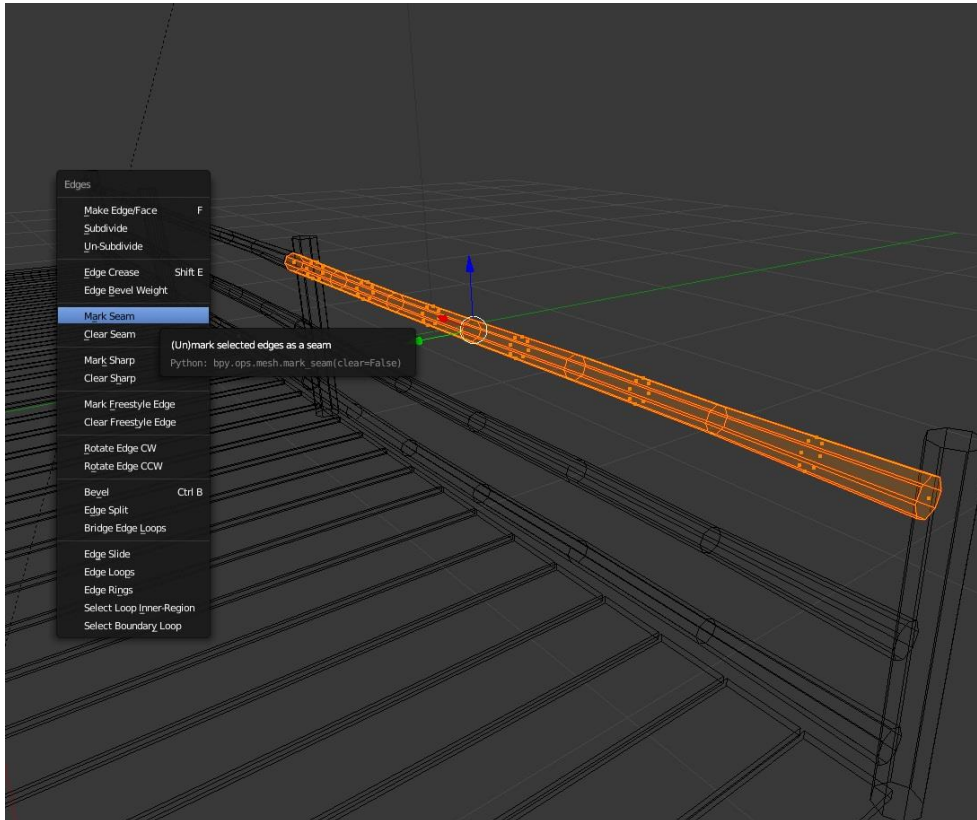 Edges
Make Edge/Face F
Subdivide
Un-Subdivide
Edge Crease Shift E
Edge Bevel Weight
Mark Seam
Clear Seam
(Un)mark selected edges as a seam
Python: bpy.ops.mesh.mark_seam(clear=False)
Mark Sharp
Clear Sharp
Mark Freestyle Edge
Clear Freestyle Edge
Rotate Edge CW
Rotate Edge CCW
Bevel Ctrl B
Edge Split
Bridge Edge Loops
Edge Slide
Edge Loops
Edge Rings
Select Loop Inner-Region
Select Boundary Loop